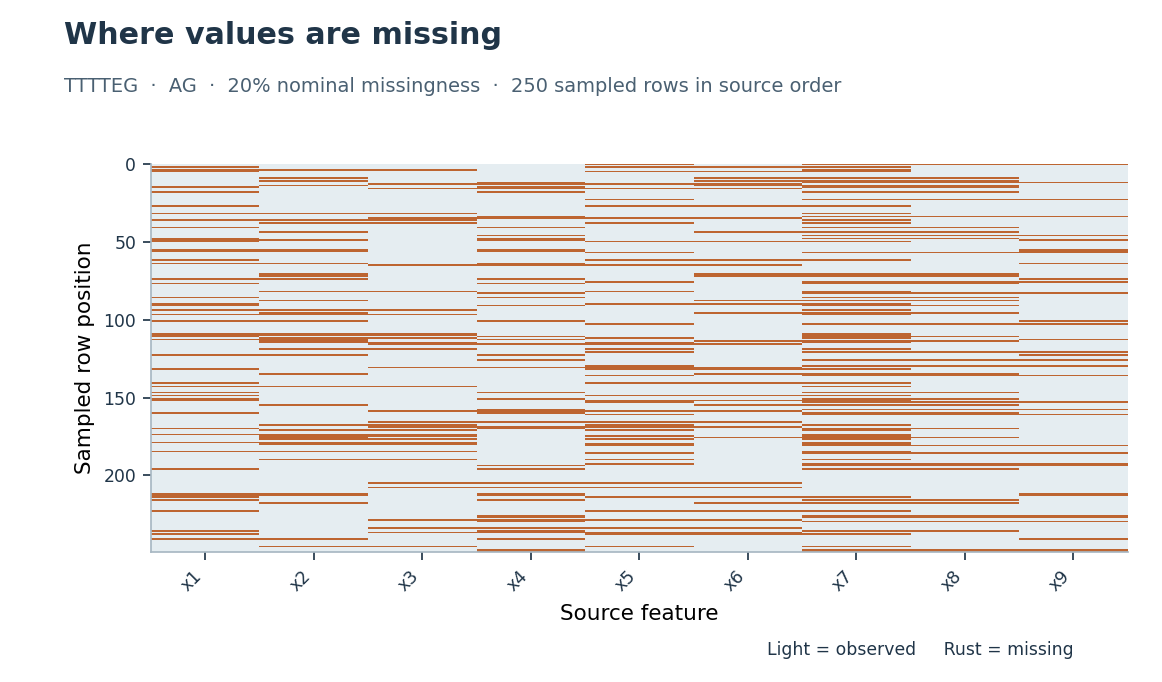 Where values are missing
TTTTEG · AG · 20% nominal missingness · 250 sampled rows in source order
0
50
100
150
200
Sampled row position
x1 x2 x3 x4 x5 x6 x7 x8 x9
Source feature
Light = observed Rust = missing